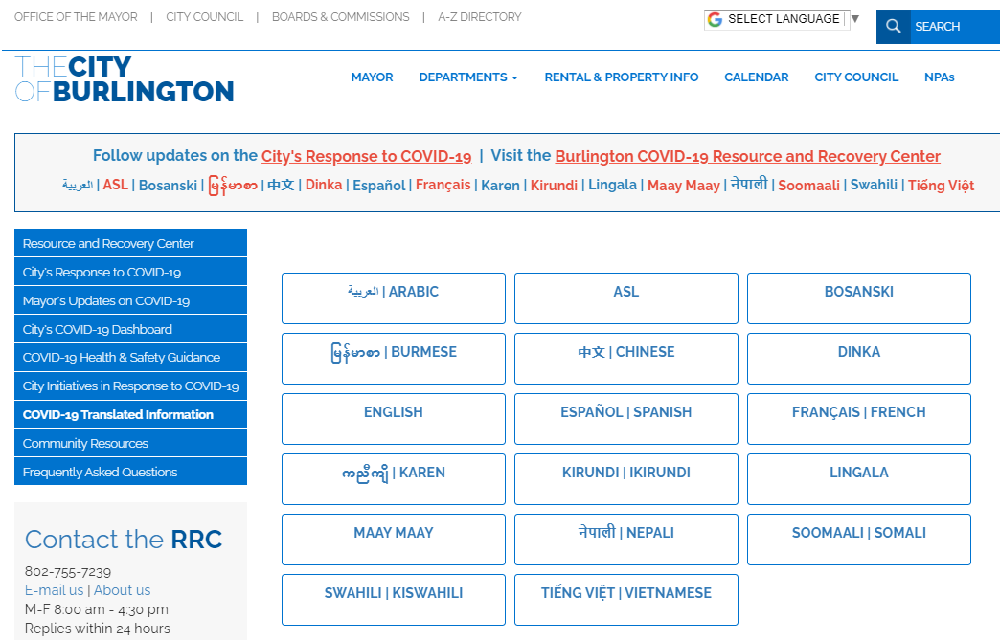 OFFICE OF THE MAYOR | CITY COUNCIL | BOARDS & COMMISSIONS | A-Z DIRECTORY
SELECT LANGUAGE ▼
SEARCH
THECITY
OFBURLINGTON
MAYOR DEPARTMENTS RENTAL & PROPERTY INFO CALENDAR CITY COUNCIL NPAs
Follow updates on the City's Response to COVID-19 | Visit the Burlington COVID-19 Resource and Recovery Center
العربية | ASL | Bosanski | မြန်မာစာ | 中文 | Dinka | Español | Français | Karen | Kirundi | Lingala | Maay Maay | नेपाली | Soomaali | Swahili | Tiếng Việt
Resource and Recovery Center
City's Response to COVID-19
Mayor's Updates on COVID-19
City's COVID-19 Dashboard
COVID-19 Health & Safety Guidance
City Initiatives in Response to COVID-19
COVID-19 Translated Information
Community Resources
Frequently Asked Questions
Contact the RRC
802-755-7239
E-mail us | About us
M-F 8:00 am - 4:30 pm
Replies within 24 hours
العربية | ARABIC
ASL
BOSANSKI
မြန်မာစာ | BURMESE
中文 | CHINESE
DINKA
ENGLISH
ESPAÑOL | SPANISH
FRANÇAIS | FRENCH
ကညီကျိ | KAREN
KIRUNDI | IKIRUNDI
LINGALA
MAAY MAAY
नेपाली | NEPALI
SOOMAALI | SOMALI
SWAHILI | KISWAHILI
TIẾNG VIỆT | VIETNAMESE